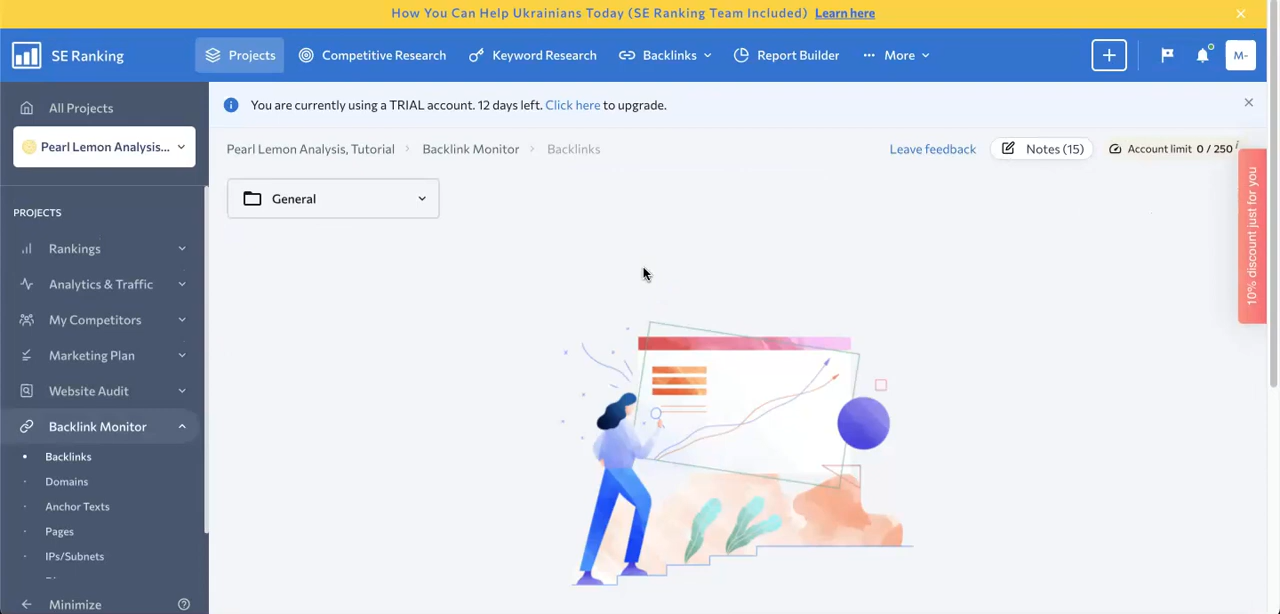 How You Can Help Ukrainians Today (SE Ranking Team Included) Learn here
SE Ranking
Projects
Competitive Research
Keyword Research
Backlinks
Report Builder
More
M-
All Projects
Pearl Lemon Analysis...
You are currently using a TRIAL account. 12 days left. Click here to upgrade.
Pearl Lemon Analysis, Tutorial
Backlink Monitor
Backlinks
Leave feedback
Notes (15)
Account limit 0 / 250
10% discount just for you
General
PROJECTS
Rankings
Analytics & Traffic
My Competitors
Marketing Plan
Website Audit
Backlink Monitor
Backlinks
Domains
Anchor Texts
Pages
IPs/Subnets
Minimize